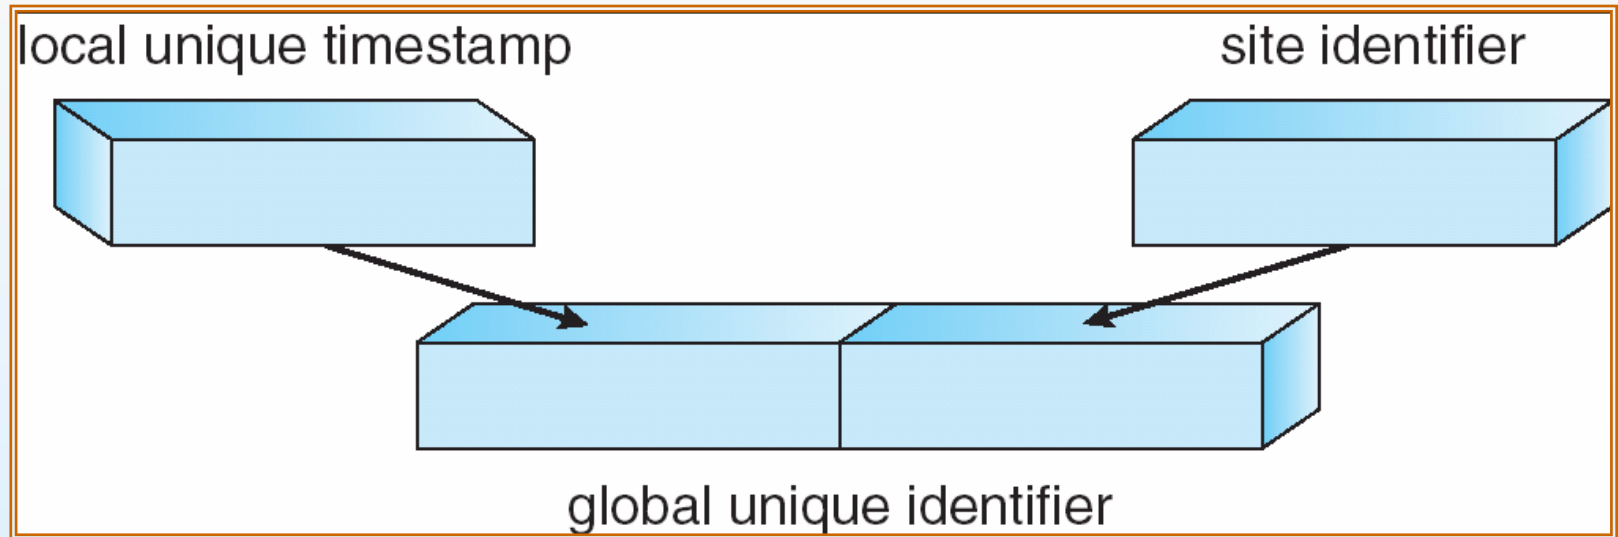 local unique timestamp
site identifier
global unique identifier